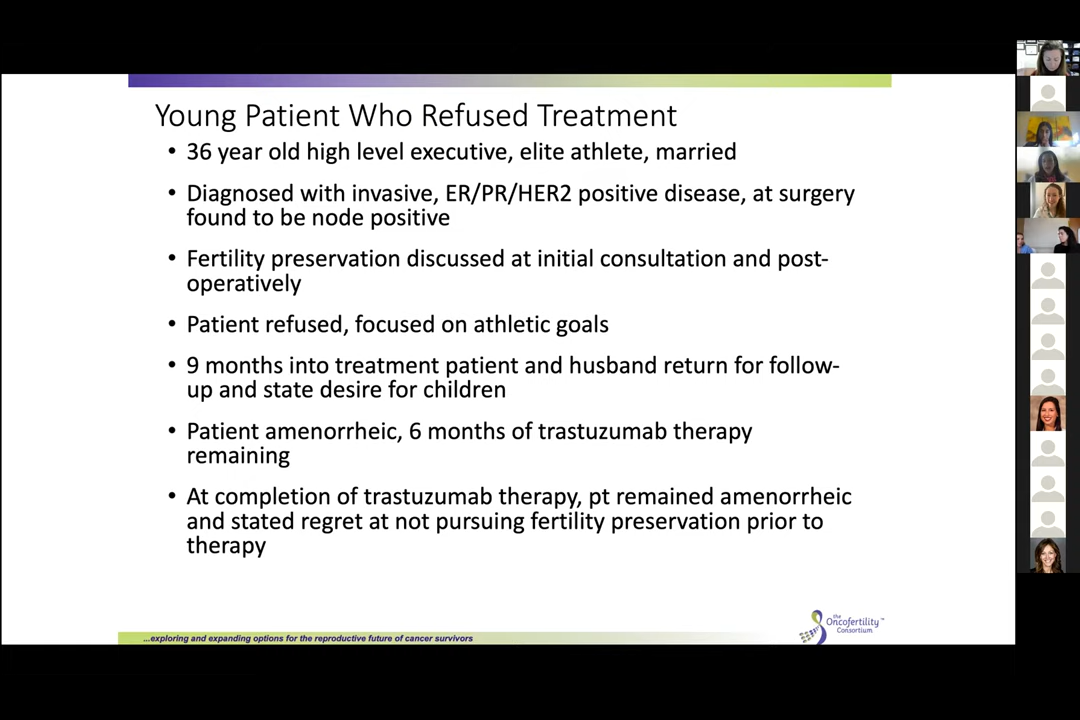 Young Patient Who Refused Treatment
• 36 year old high level executive, elite athlete, married
• Diagnosed with invasive, ER/PR/HER2 positive disease, at surgery
found to be node positive
• Fertility preservation discussed at initial consultation and post-
operatively
• Patient refused, focused on athletic goals
• 9 months into treatment patient and husband return for follow-
up and state desire for children
• Patient amenorrheic, 6 months of trastuzumab therapy
remaining
• At completion of trastuzumab therapy, pt remained amenorrheic
and stated regret at not pursuing fertility preservation prior to
therapy
...exploring and expanding options for the reproductive future of cancer survivors
the
Oncofertility™
Consortium